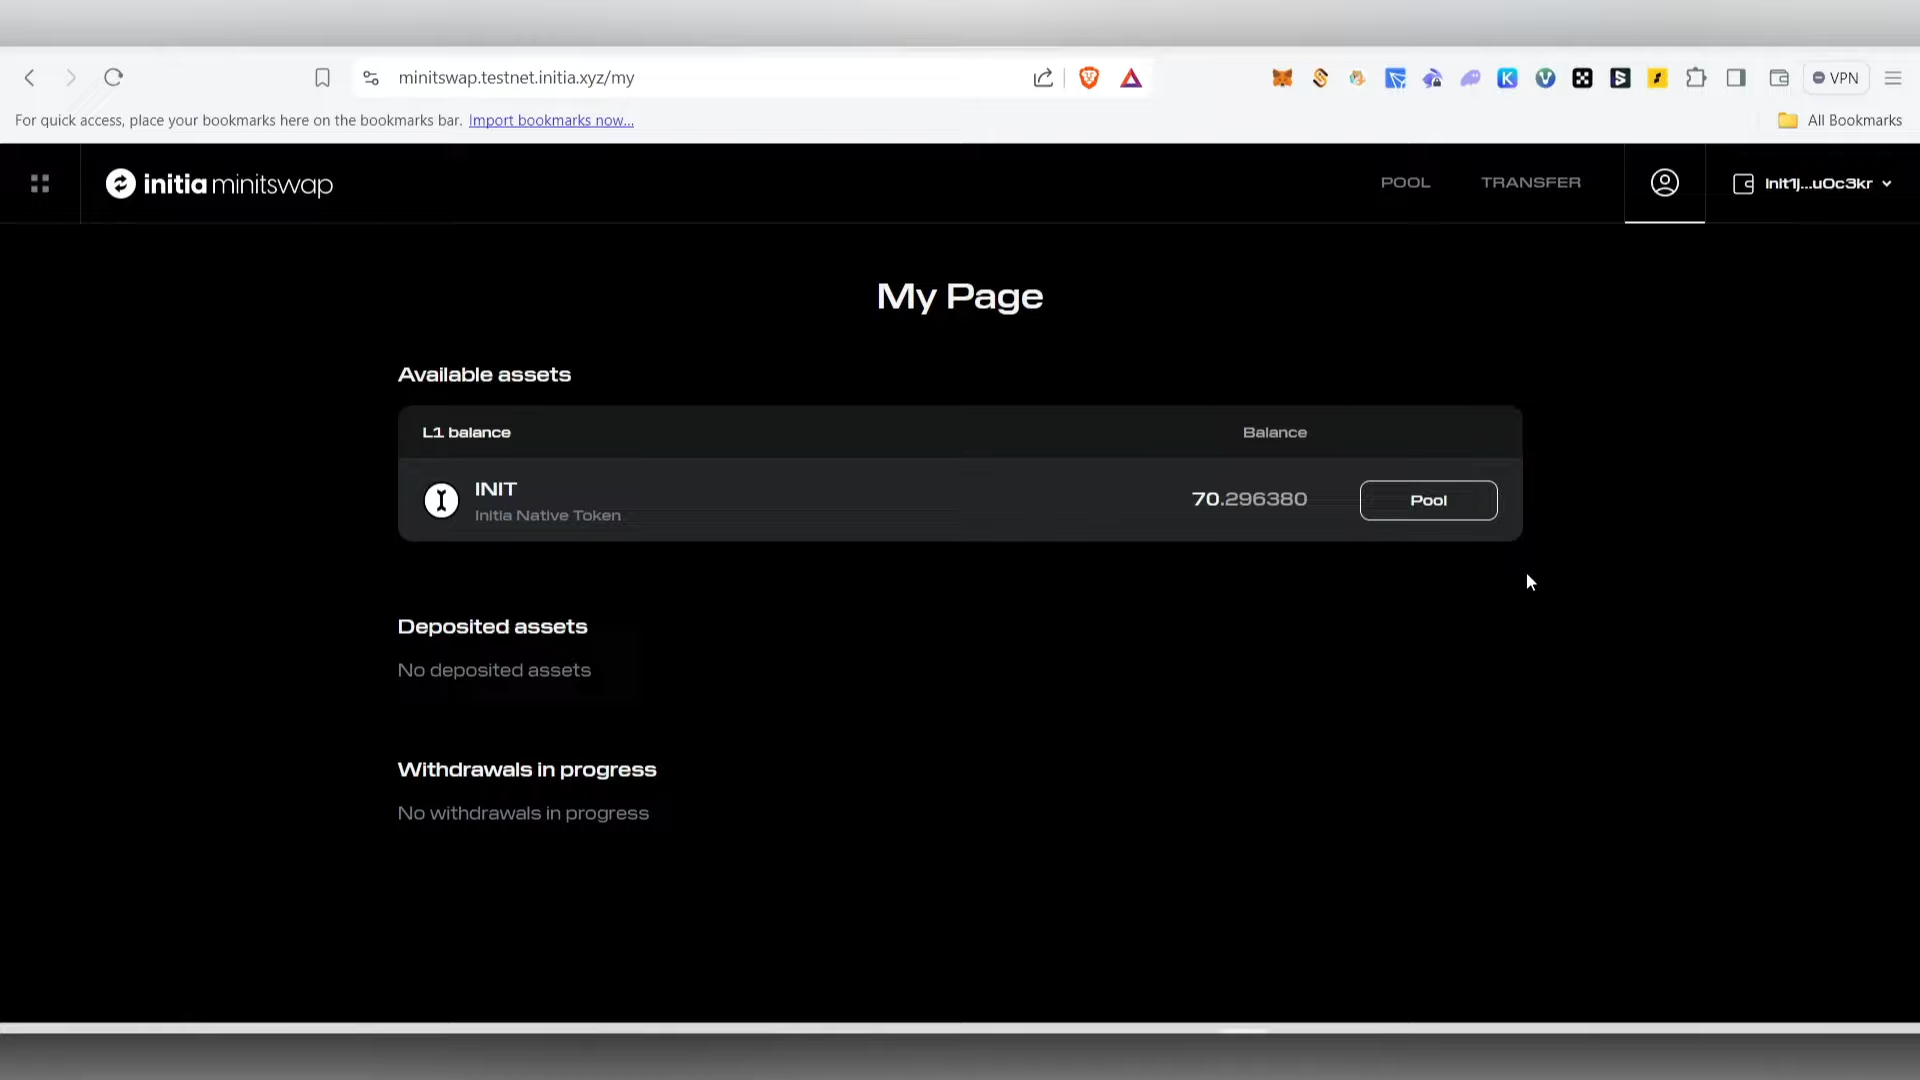 minitswap.testnet.initia.xyz/my
VPN
For quick access, place your bookmarks here on the bookmarks bar. Import bookmarks now...
All Bookmarks
initia minitswap
POOL
TRANSFER
init1j...u0c3kr
My Page
Available assets
L1 balance
Balance
INIT
Initia Native Token
70.296380
Pool
Deposited assets
No deposited assets
Withdrawals in progress
No withdrawals in progress